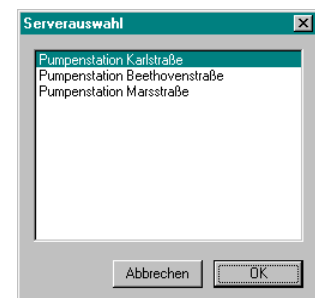 Serverauswahl
Pumpenstation Karlstraße
Pumpenstation Beethovenstraße
Pumpenstation Marsstraße
Abbrechen
OK